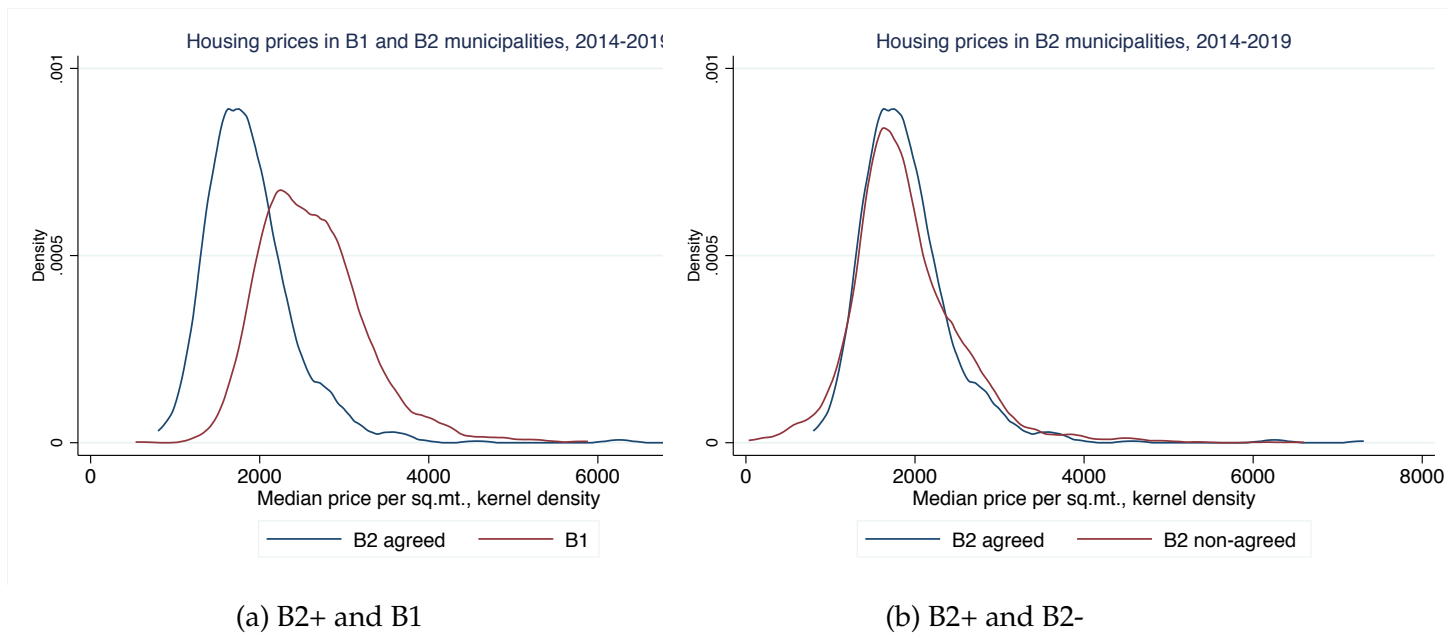 Housing prices in B1 and B2 municipalities, 2014-2019
.001
.0005
0
Density
0 2000 4000 6000
Median price per sq.mt., kernel density
B2 agreed B1
(a) B2+ and B1
Housing prices in B2 municipalities, 2014-2019
.001
.0005
0
Density
0 2000 4000 6000 8000
Median price per sq.mt., kernel density
B2 agreed B2 non-agreed
(b) B2+ and B2-